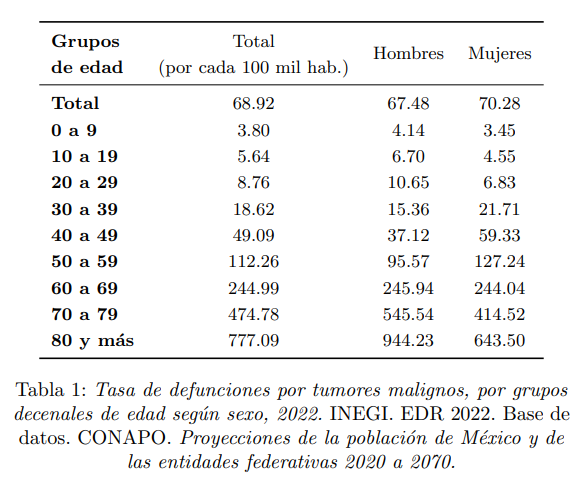 Grupos de edad Total (por cada 100 mil hab.) Hombres Mujeres
Total 68.92 67.48 70.28
0 a 9 3.80 4.14 3.45
10 a 19 5.64 6.70 4.55
20 a 29 8.76 10.65 6.83
30 a 39 18.62 15.36 21.71
40 a 49 49.09 37.12 59.33
50 a 59 112.26 95.57 127.24
60 a 69 244.99 245.94 244.04
70 a 79 474.78 545.54 414.52
80 y más 777.09 944.23 643.50
Tabla 1: Tasa de defunciones por tumores malignos, por grupos
decenales de edad según sexo, 2022. INEGI. EDR 2022. Base de
datos. CONAPO. Proyecciones de la población de México y de
las entidades federativas 2020 a 2070.